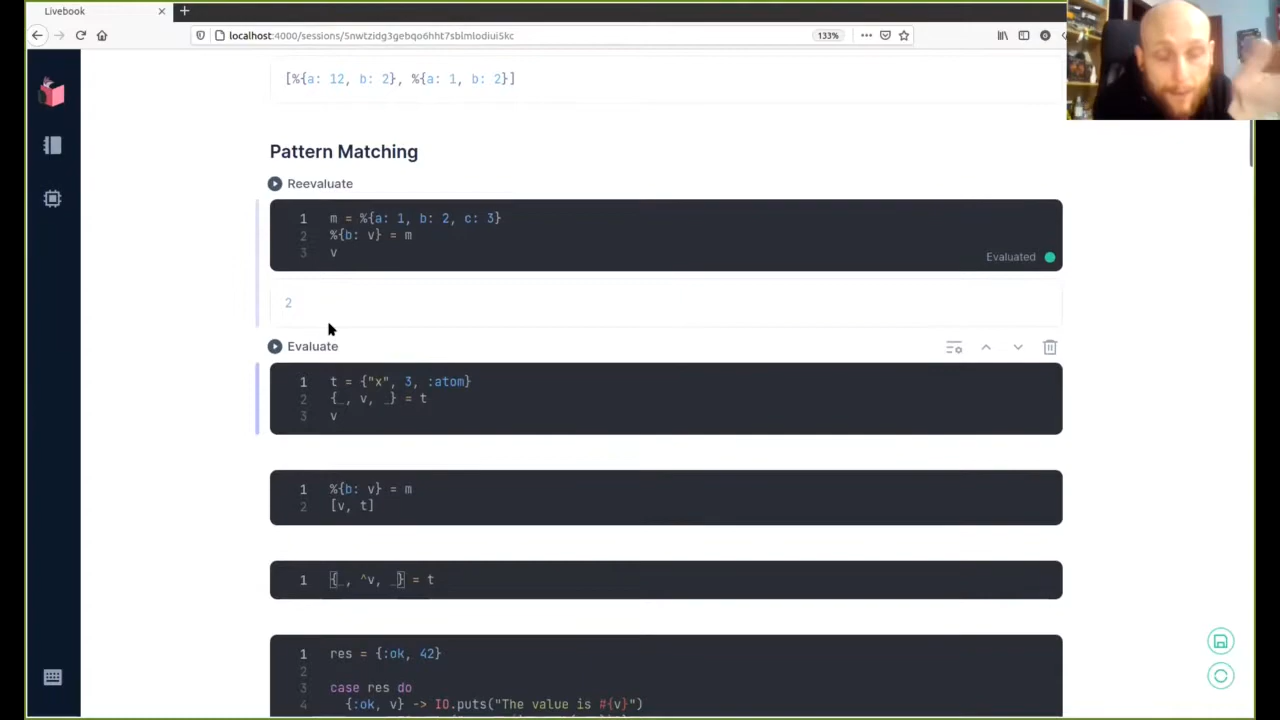 Livebook
localhost:4000/sessions/5nwtzidg3gebqo6hht7sblmlodiui5kc
133%
[%{a: 12, b: 2}, %{a: 1, b: 2}]
Pattern Matching
Reevaluate
1 m = %{a: 1, b: 2, c: 3}
2 %{b: v} = m
3 v
Evaluated
2
Evaluate
1 t = {"x", 3, :atom}
2 {_, v, _} = t
3 v
1 %{b: v} = m
2 [v, t]
1 {_, ^v, _} = t
1 res = {:ok, 42}
2
3 case res do
4 {:ok, v} -> IO.puts("The value is #{v}")